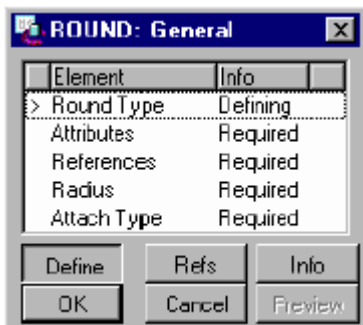 ROUND: General
Element Info
> Round Type Defining
Attributes Required
References Required
Radius Required
Attach Type Required
Define Refs Info
OK Cancel Preview